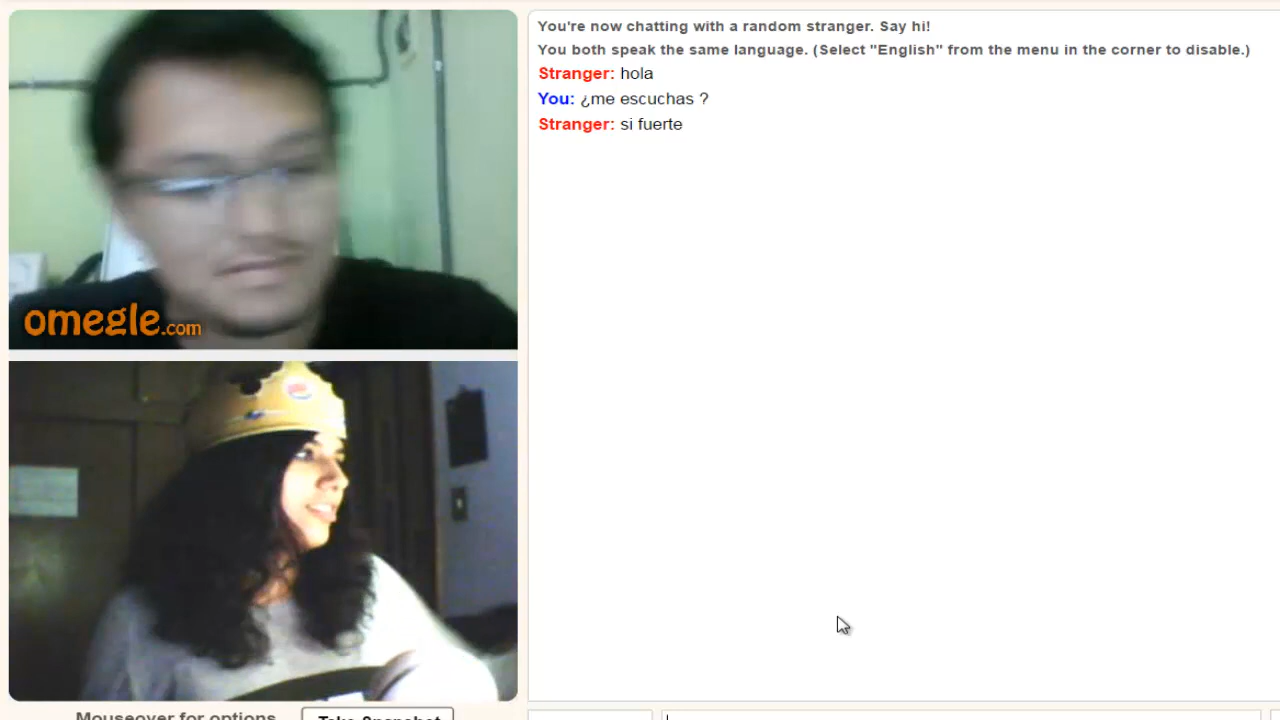 You're now chatting with a random stranger. Say hi!
You both speak the same language. (Select "English" from the menu in the corner to disable.)
Stranger: hola
You: ¿me escuchas ?
Stranger: si fuerte
omegle.com
Mouseover for options
Take Snapshot